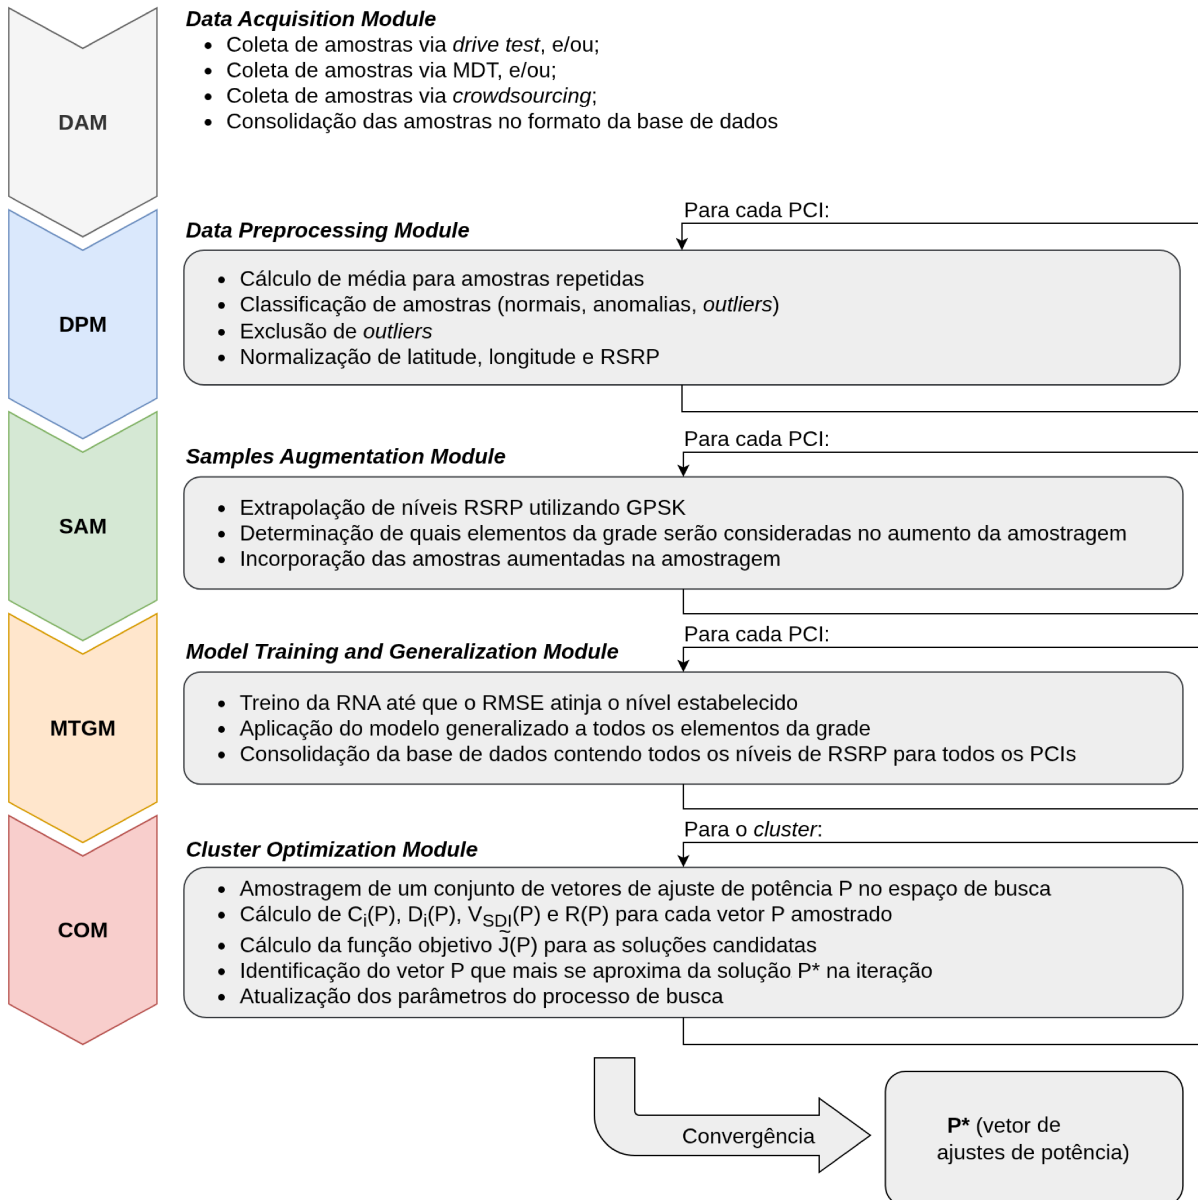 DAM
Data Acquisition Module
• Coleta de amostras via drive test, e/ou;
• Coleta de amostras via MDT, e/ou;
• Coleta de amostras via crowdsourcing;
• Consolidação das amostras no formato da base de dados
DPM
Data Preprocessing Module
Para cada PCI:
• Cálculo de média para amostras repetidas
• Classificação de amostras (normais, anomalias, outliers)
• Exclusão de outliers
• Normalização de latitude, longitude e RSRP
SAM
Samples Augmentation Module
Para cada PCI:
• Extrapolação de níveis RSRP utilizando GPSK
• Determinação de quais elementos da grade serão consideradas no aumento da amostragem
• Incorporação das amostras aumentadas na amostragem
MTGM
Model Training and Generalization Module
Para cada PCI:
• Treino da RNA até que o RMSE atinja o nível estabelecido
• Aplicação do modelo generalizado a todos os elementos da grade
• Consolidação da base de dados contendo todos os níveis de RSRP para todos os PCIs
COM
Cluster Optimization Module
Para o cluster:
• Amostragem de um conjunto de vetores de ajuste de potência P no espaço de busca
• Cálculo de C<sub>i</sub>(P), D<sub>i</sub>(P), V<sub>SDI</sub>(P) e R(P) para cada vetor P amostrado
• Cálculo da função objetivo J̃(P) para as soluções candidatas
• Identificação do vetor P que mais se aproxima da solução P* na iteração
• Atualização dos parâmetros do processo de busca
Convergência
P* (vetor de
ajustes de potência)